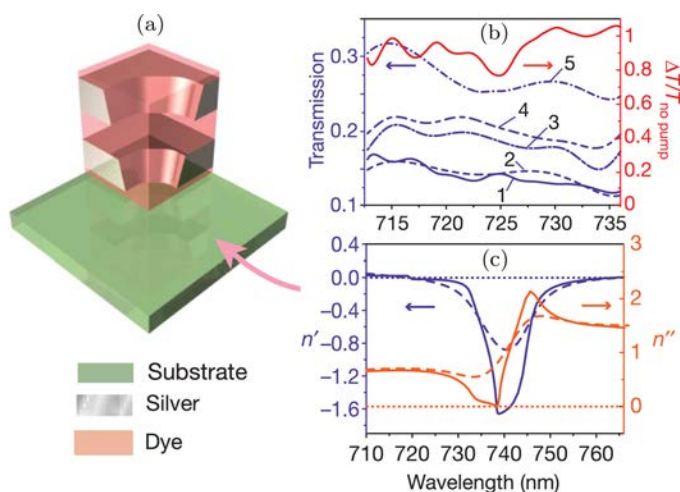 (a)
Substrate
Silver
Dye
(b)
Transmission
0.3
0.2
0.1
1
0.8
0.6
0.4
0.2
0
ΔT/T no pump
5
4
3
2
1
715 720 725 730 735
(c)
n′
0.4
0.0
−0.4
−0.8
−1.2
−1.6
3
2
1
0
n″
710 720 730 740 750 760
Wavelength (nm)